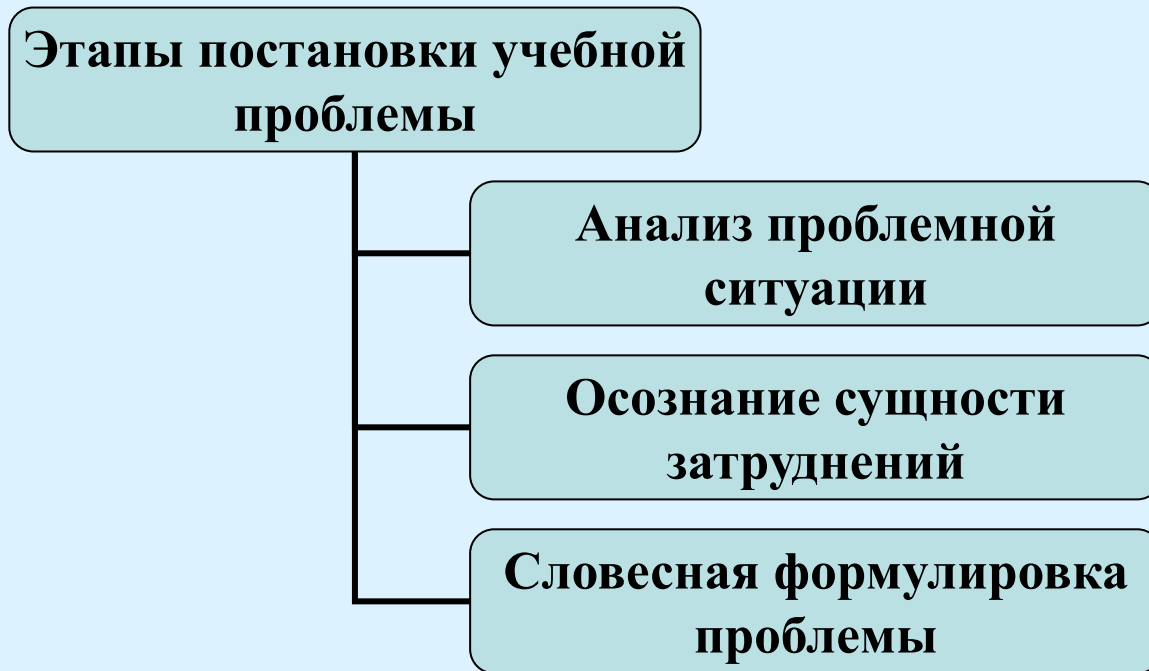 Этапы постановки учебной
проблемы
Анализ проблемной
ситуации
Осознание сущности
затруднений
Словесная формулировка
проблемы